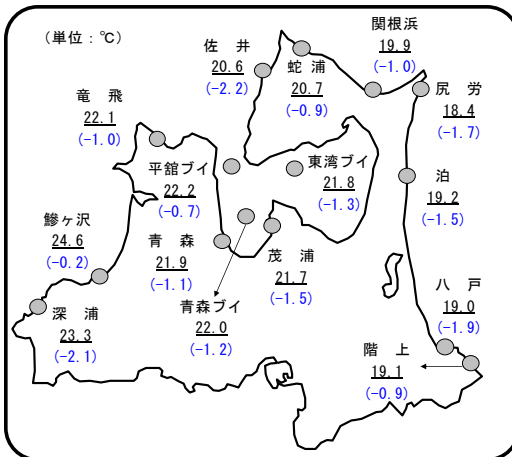 (単位：℃)
関根浜
19.9
(-1.0)
佐 井
20.6
(-2.2)
蛇 浦
20.7
(-0.9)
尻 労
18.4
(-1.7)
竜 飛
22.1
(-1.0)
平舘ブイ
22.2
(-0.7)
東湾ブイ
21.8
(-1.3)
泊
19.2
(-1.5)
鰺ヶ沢
24.6
(-0.2)
青 森
21.9
(-1.1)
茂 浦
21.7
(-1.5)
八 戸
19.0
(-1.9)
深 浦
23.3
(-2.1)
青森ブイ
22.0
(-1.2)
階 上
19.1
(-0.9)